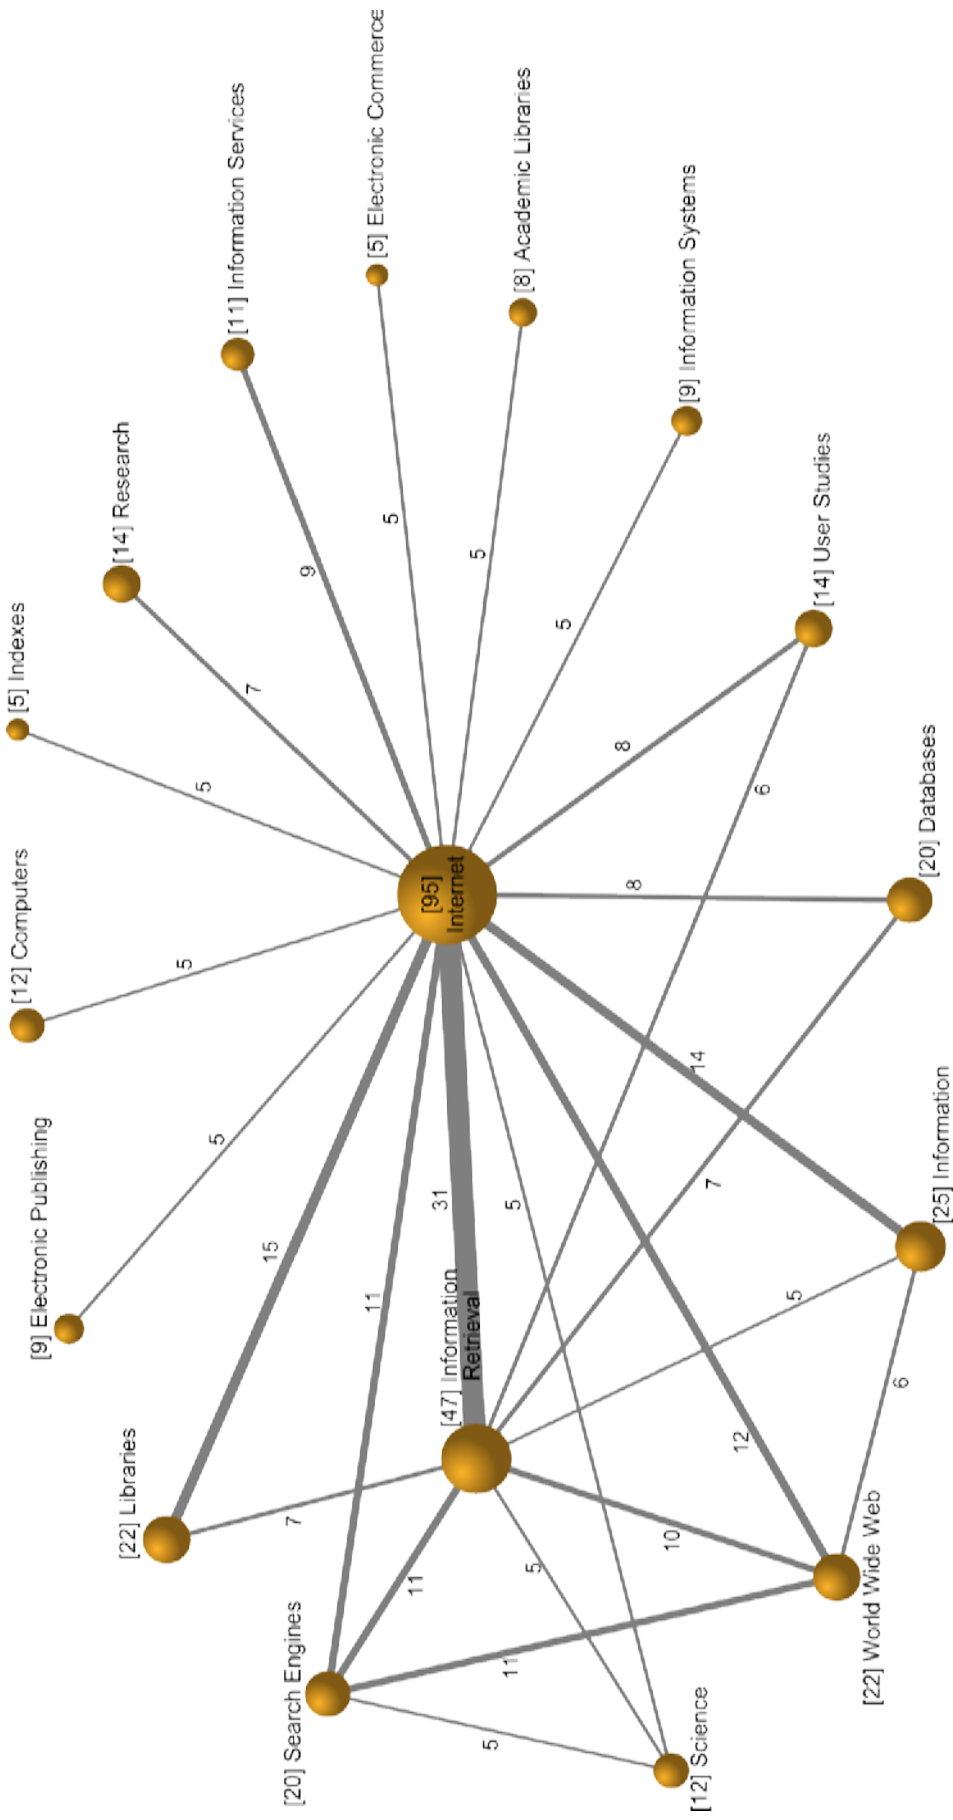 [5] Electronic Commerce
[11] Information Services
[8] Academic Libraries
[9] Information Systems
[14] Research
[5] Indexes
[14] User Studies
[12] Computers
[20] Databases
[9] Electronic Publishing
[25] Information
[22] Libraries
[95]
Internet
[47] Information
Retrieval
[20] Search Engines
[12] Science
[22] World Wide Web
5
5
9
5
7
8
5
6
8
5
14
5
7
31
5
15
11
5
6
12
7
10
11
5
11
5